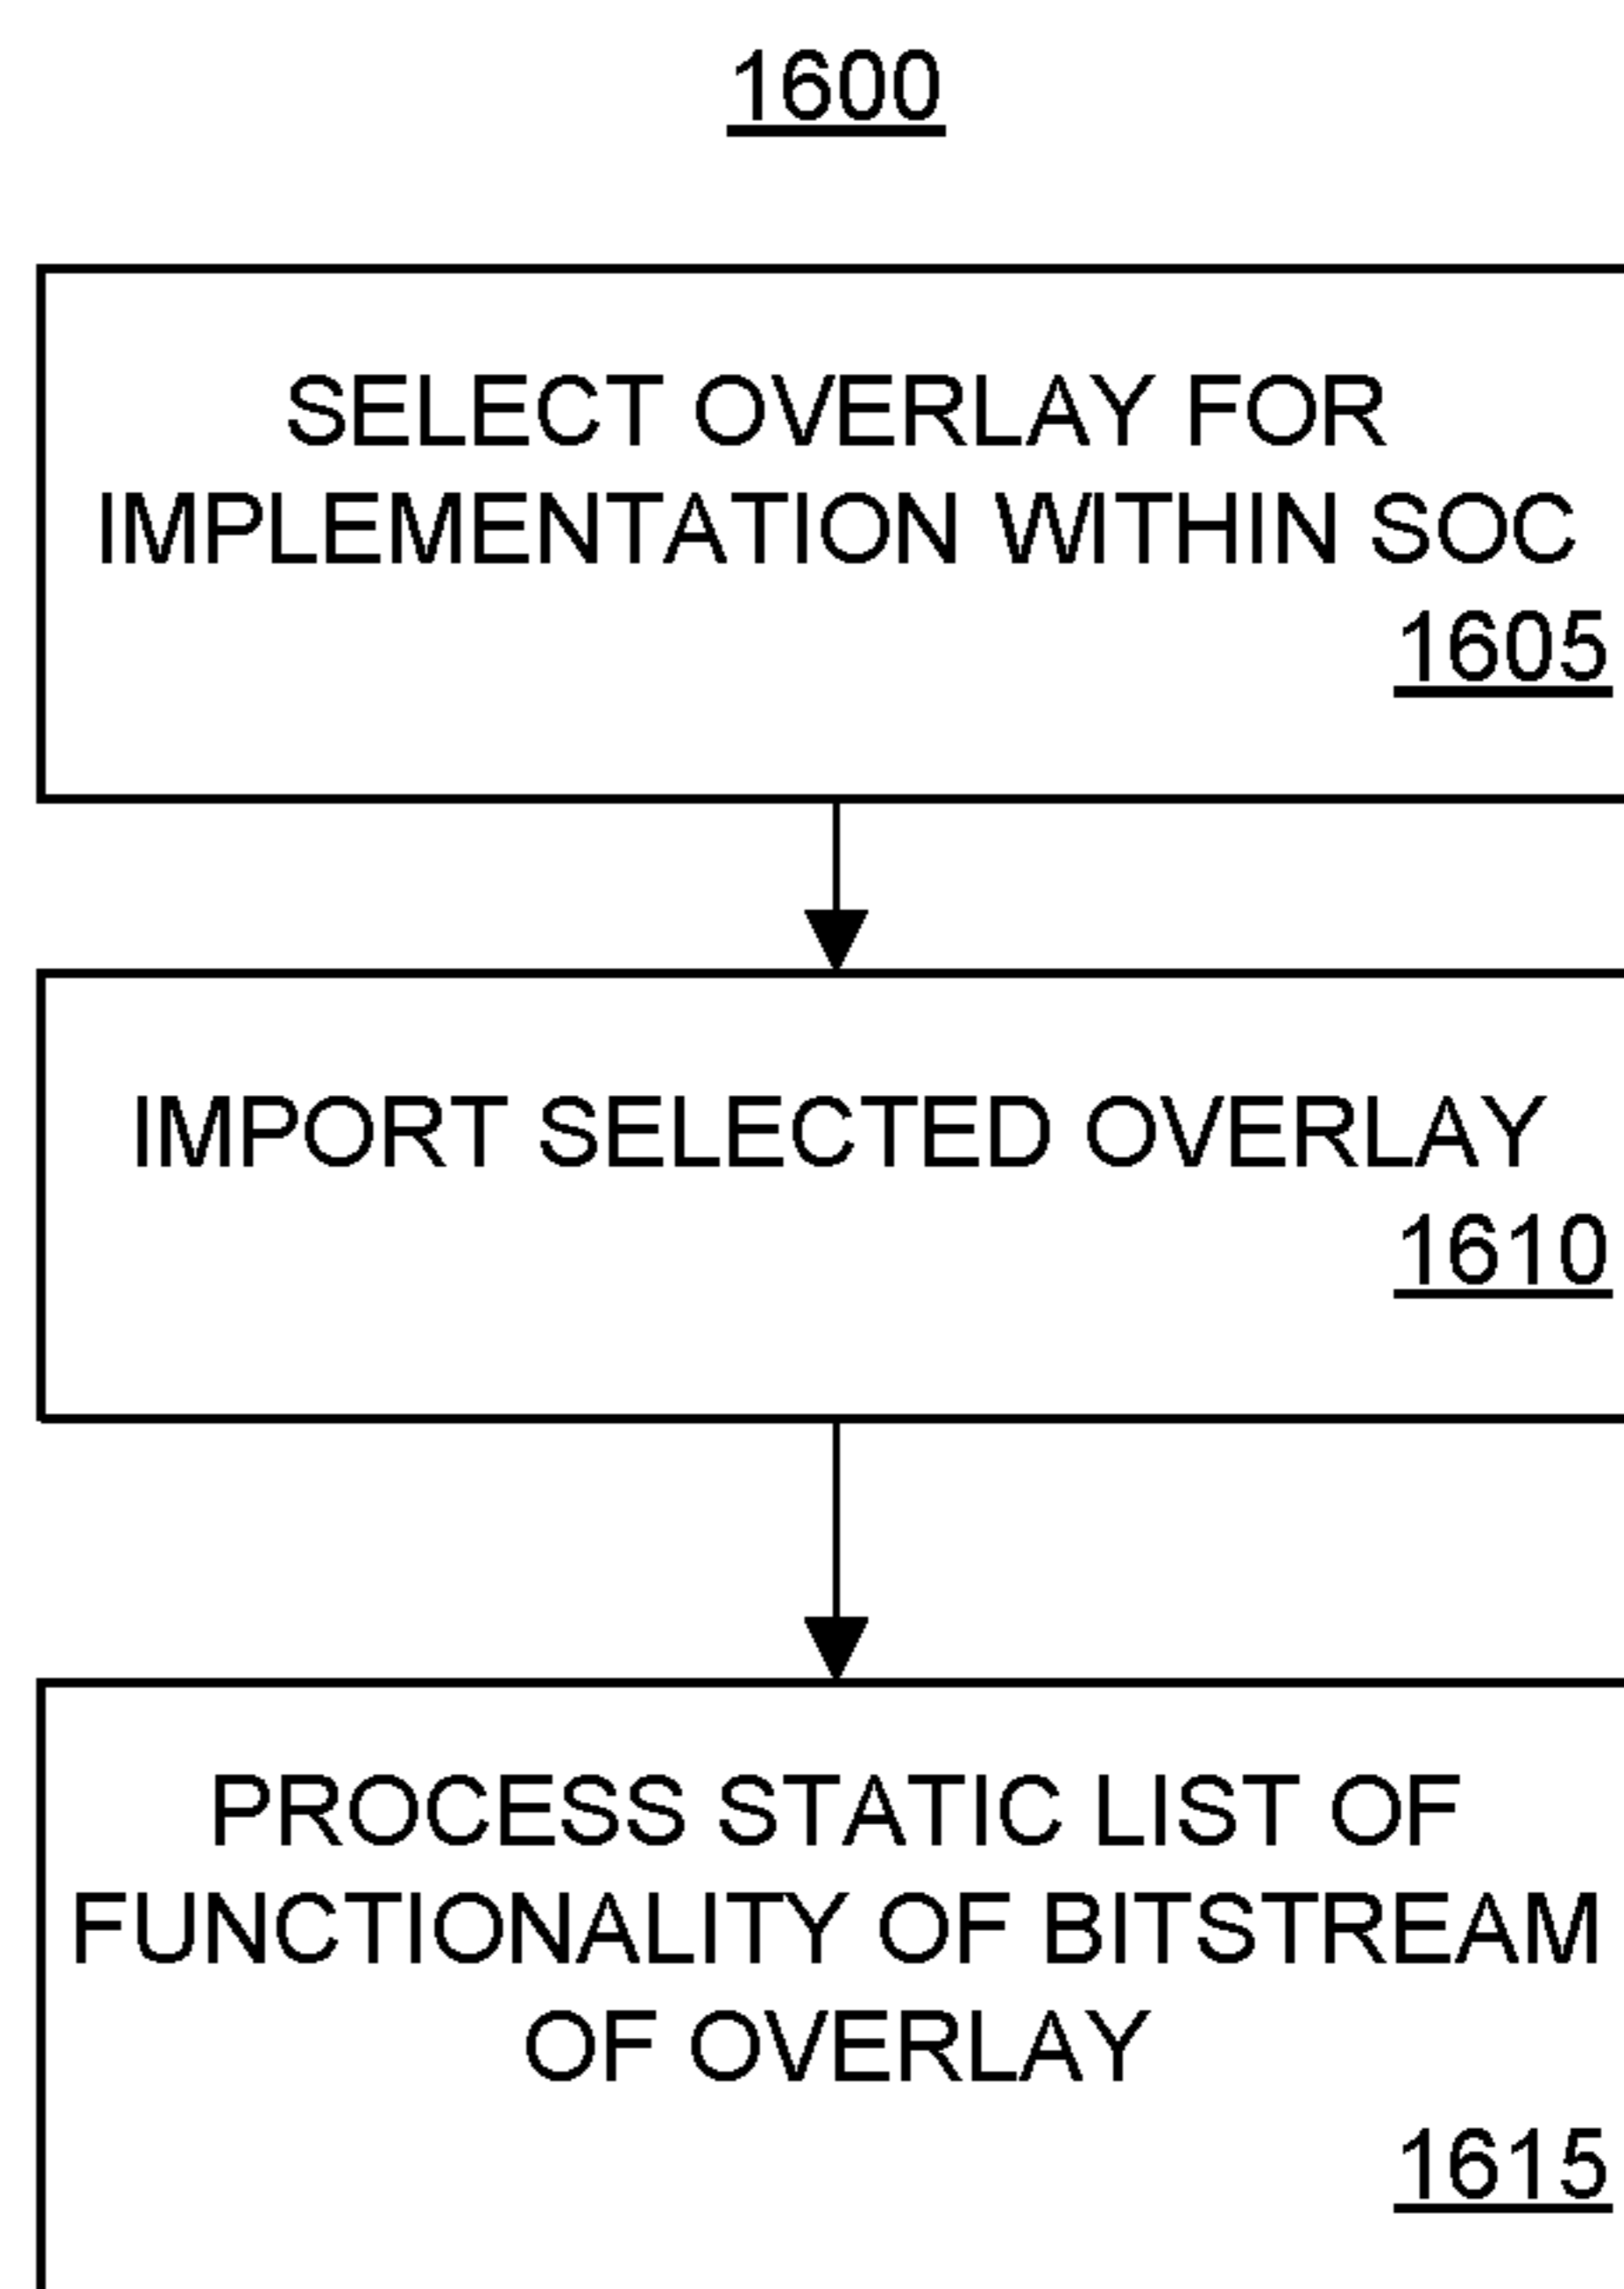 1600
SELECT OVERLAY FOR
IMPLEMENTATION WITHIN SOC
1605
IMPORT SELECTED OVERLAY
1610
PROCESS STATIC LIST OF
FUNCTIONALITY OF BITSTREAM
OF OVERLAY
1615